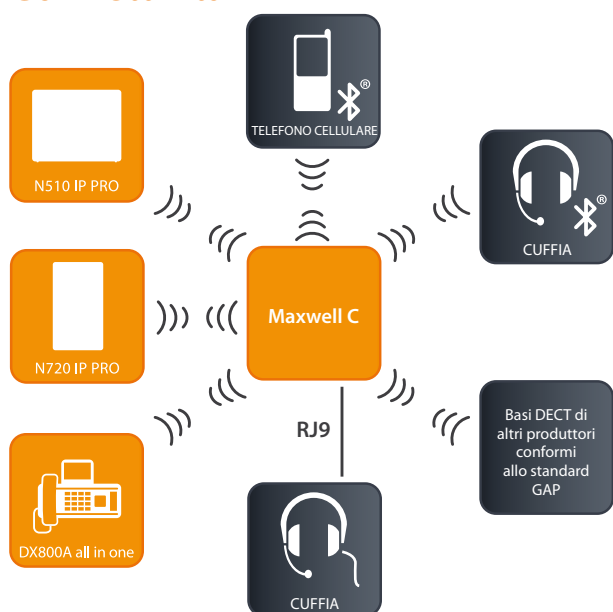 TELEFONO CELLULARE
®
N510 IP PRO
®
CUFFIA
N720 IP PRO
Maxwell C
RJ9
Basi DECT di
altri produttori
conformi
allo standard
GAP
DX800A all in one
CUFFIA